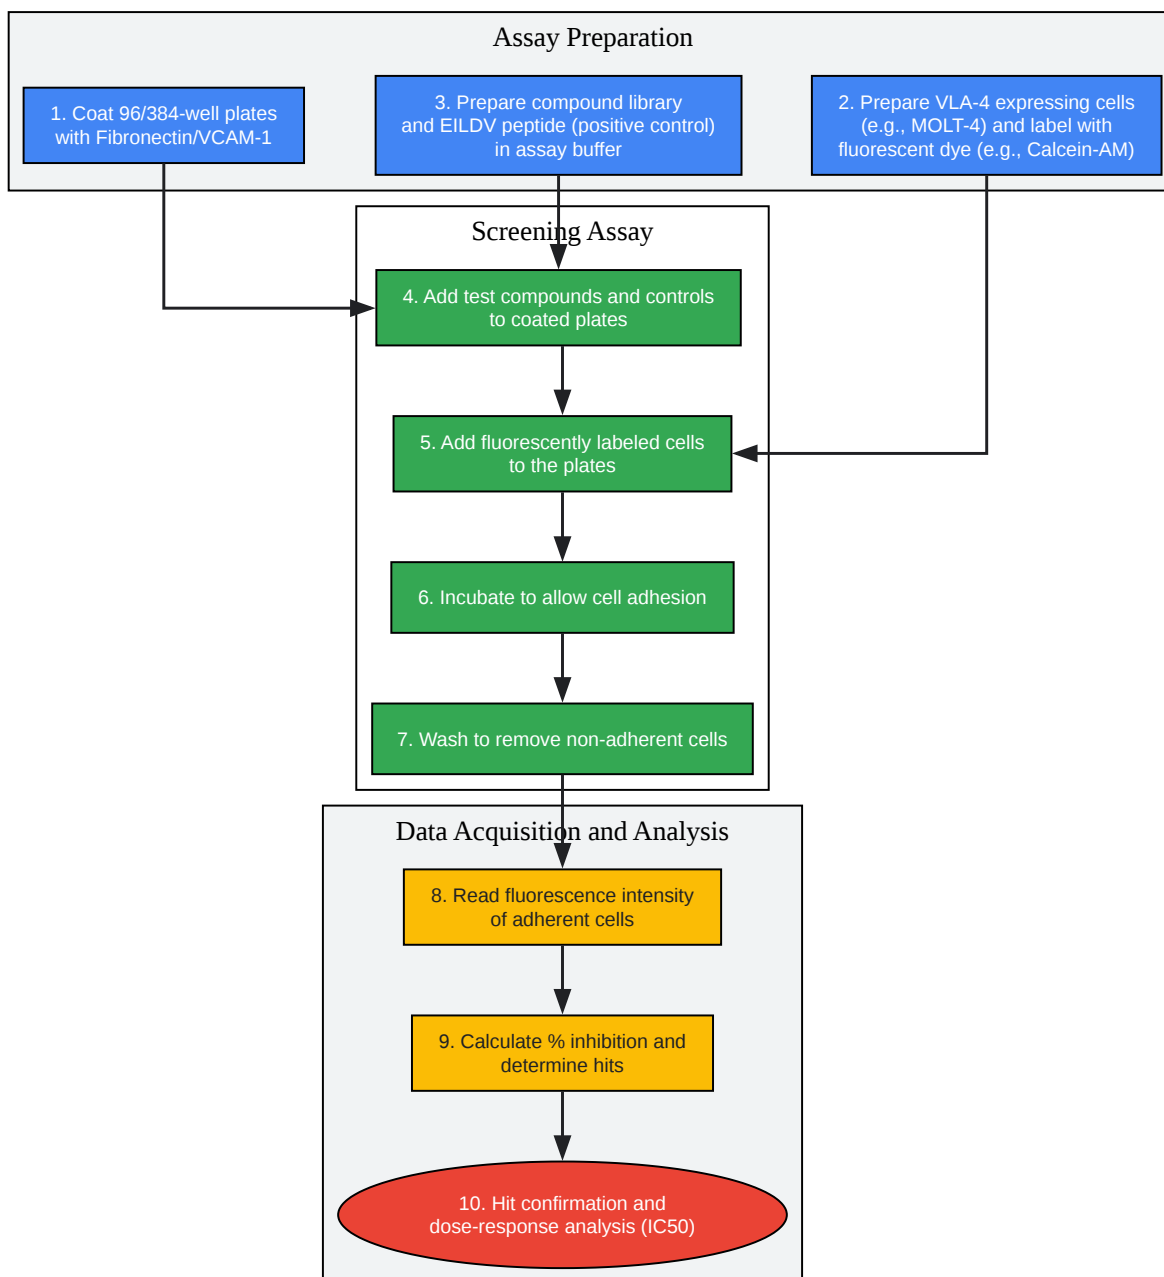 Assay Preparation
1. Coat 96/384-well plates
with Fibronectin/VCAM-1
3. Prepare compound library
and EILDV peptide (positive control)
in assay buffer
2. Prepare VLA-4 expressing cells
(e.g., MOLT-4) and label with
fluorescent dye (e.g., Calcein-AM)
Screening Assay
4. Add test compounds and controls
to coated plates
5. Add fluorescently labeled cells
to the plates
6. Incubate to allow cell adhesion
7. Wash to remove non-adherent cells
Data Acquisition and Analysis
8. Read fluorescence intensity
of adherent cells
9. Calculate % inhibition and
determine hits
10. Hit confirmation and
dose-response analysis (IC50)